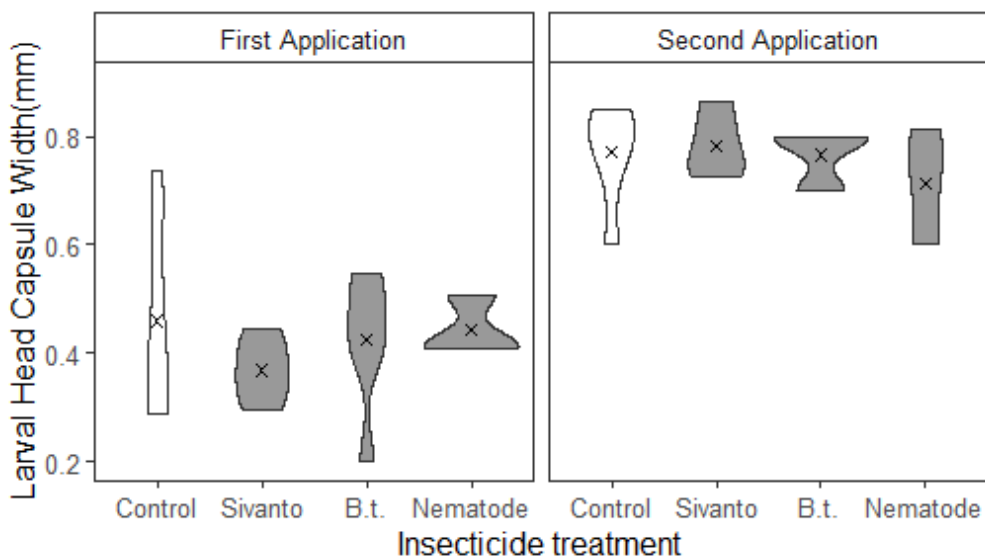 First Application
Second Application
Larval Head Capsule Width(mm)
0.8
0.6
0.4
0.2
Control Sivanto B.t. Nematode
Control Sivanto B.t. Nematode
Insecticide treatment